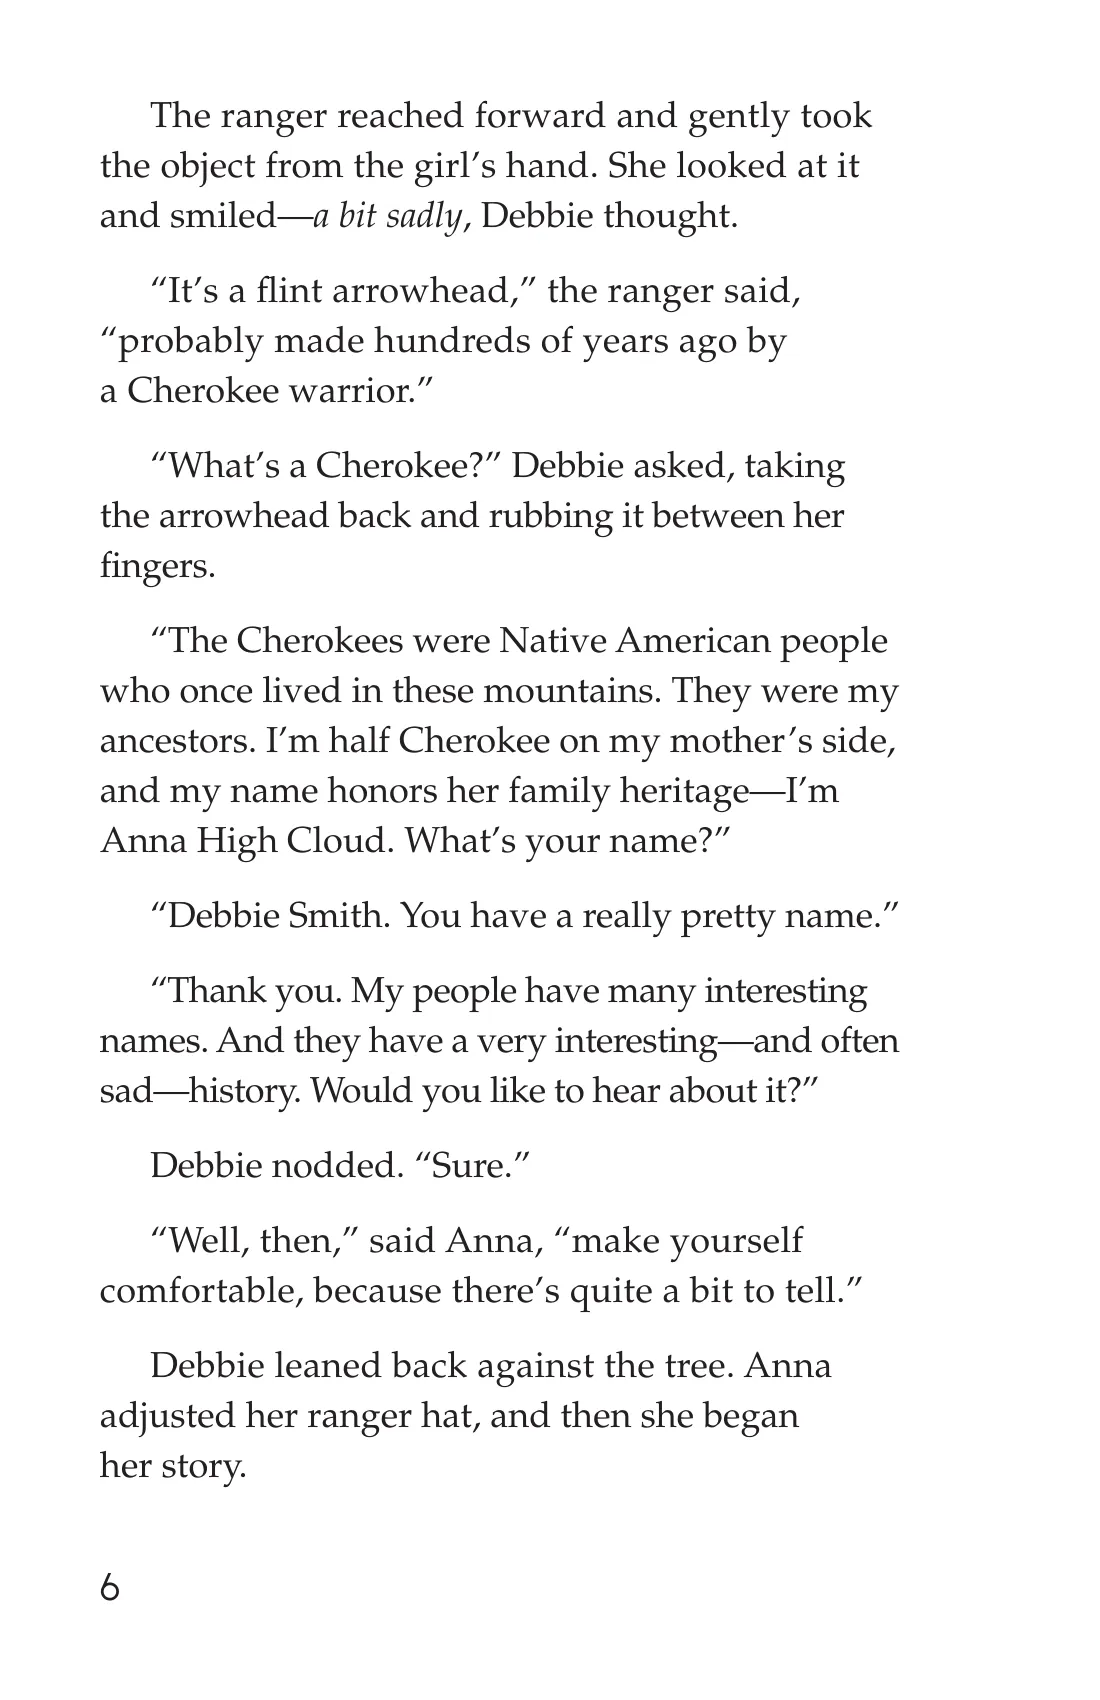 The ranger reached forward and gently took
the object from the girl’s hand. She looked at it
and smiled—a bit sadly, Debbie thought.
“It’s a flint arrowhead,” the ranger said,
“probably made hundreds of years ago by
a Cherokee warrior.”
“What’s a Cherokee?” Debbie asked, taking
the arrowhead back and rubbing it between her
fingers.
“The Cherokees were Native American people
who once lived in these mountains. They were my
ancestors. I’m half Cherokee on my mother’s side,
and my name honors her family heritage—I’m
Anna High Cloud. What’s your name?”
“Debbie Smith. You have a really pretty name.”
“Thank you. My people have many interesting
names. And they have a very interesting—and often
sad—history. Would you like to hear about it?”
Debbie nodded. “Sure.”
“Well, then,” said Anna, “make yourself
comfortable, because there’s quite a bit to tell.”
Debbie leaned back against the tree. Anna
adjusted her ranger hat, and then she began
her story.
6